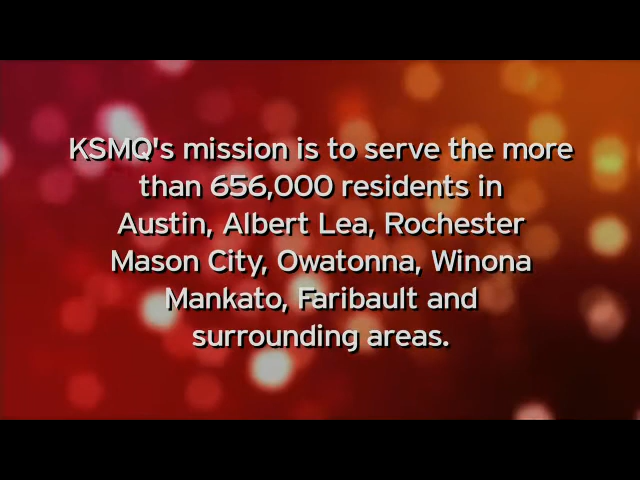 KSMQ's mission is to serve the more
than 656,000 residents in
Austin, Albert Lea, Rochester
Mason City, Owatonna, Winona
Mankato, Faribault and
surrounding areas.